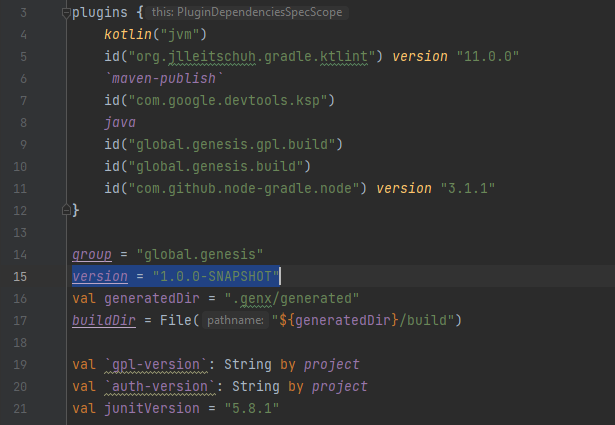 3 plugins { this: PluginDependenciesSpecScope
4 kotlin("jvm")
5 id("org.jlleitschuh.gradle.ktlint") version "11.0.0"
6 `maven-publish`
7 id("com.google.devtools.ksp")
8 java
9 id("global.genesis.gpl.build")
10 id("global.genesis.build")
11 id("com.github.node-gradle.node") version "3.1.1"
12 }
13
14 group = "global.genesis"
15 version = "1.0.0-SNAPSHOT"
16 val generatedDir = ".genx/generated"
17 buildDir = File( pathname: "${generatedDir}/build")
18
19 val `gpl-version`: String by project
20 val `auth-version`: String by project
21 val junitVersion = "5.8.1"